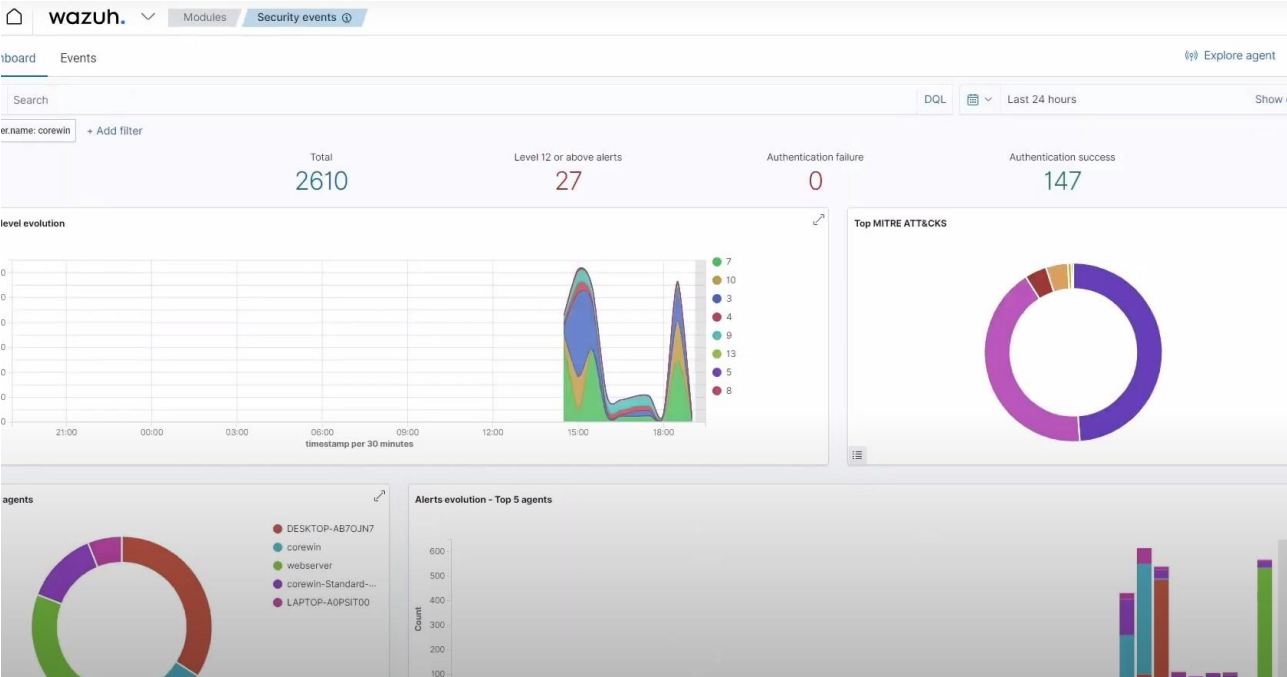 wazuh. Modules Security events
Events
Explore agent
Search DQL Last 24 hours Show
er.name: corewin + Add filter
Total Level 12 or above alerts Authentication failure Authentication success
2610 27 0 147
level evolution
Top MITRE ATT&CKS
7
10
3
4
9
13
5
8
21:00 00:00 03:00 06:00 09:00 12:00 15:00 18:00
timestamp per 30 minutes
agents
DESKTOP-AB7OJN7
corewin
webserver
corewin-Standard-...
LAPTOP-A0PSIT00
Alerts evolution - Top 5 agents
600
500
400
300
200
100
Count